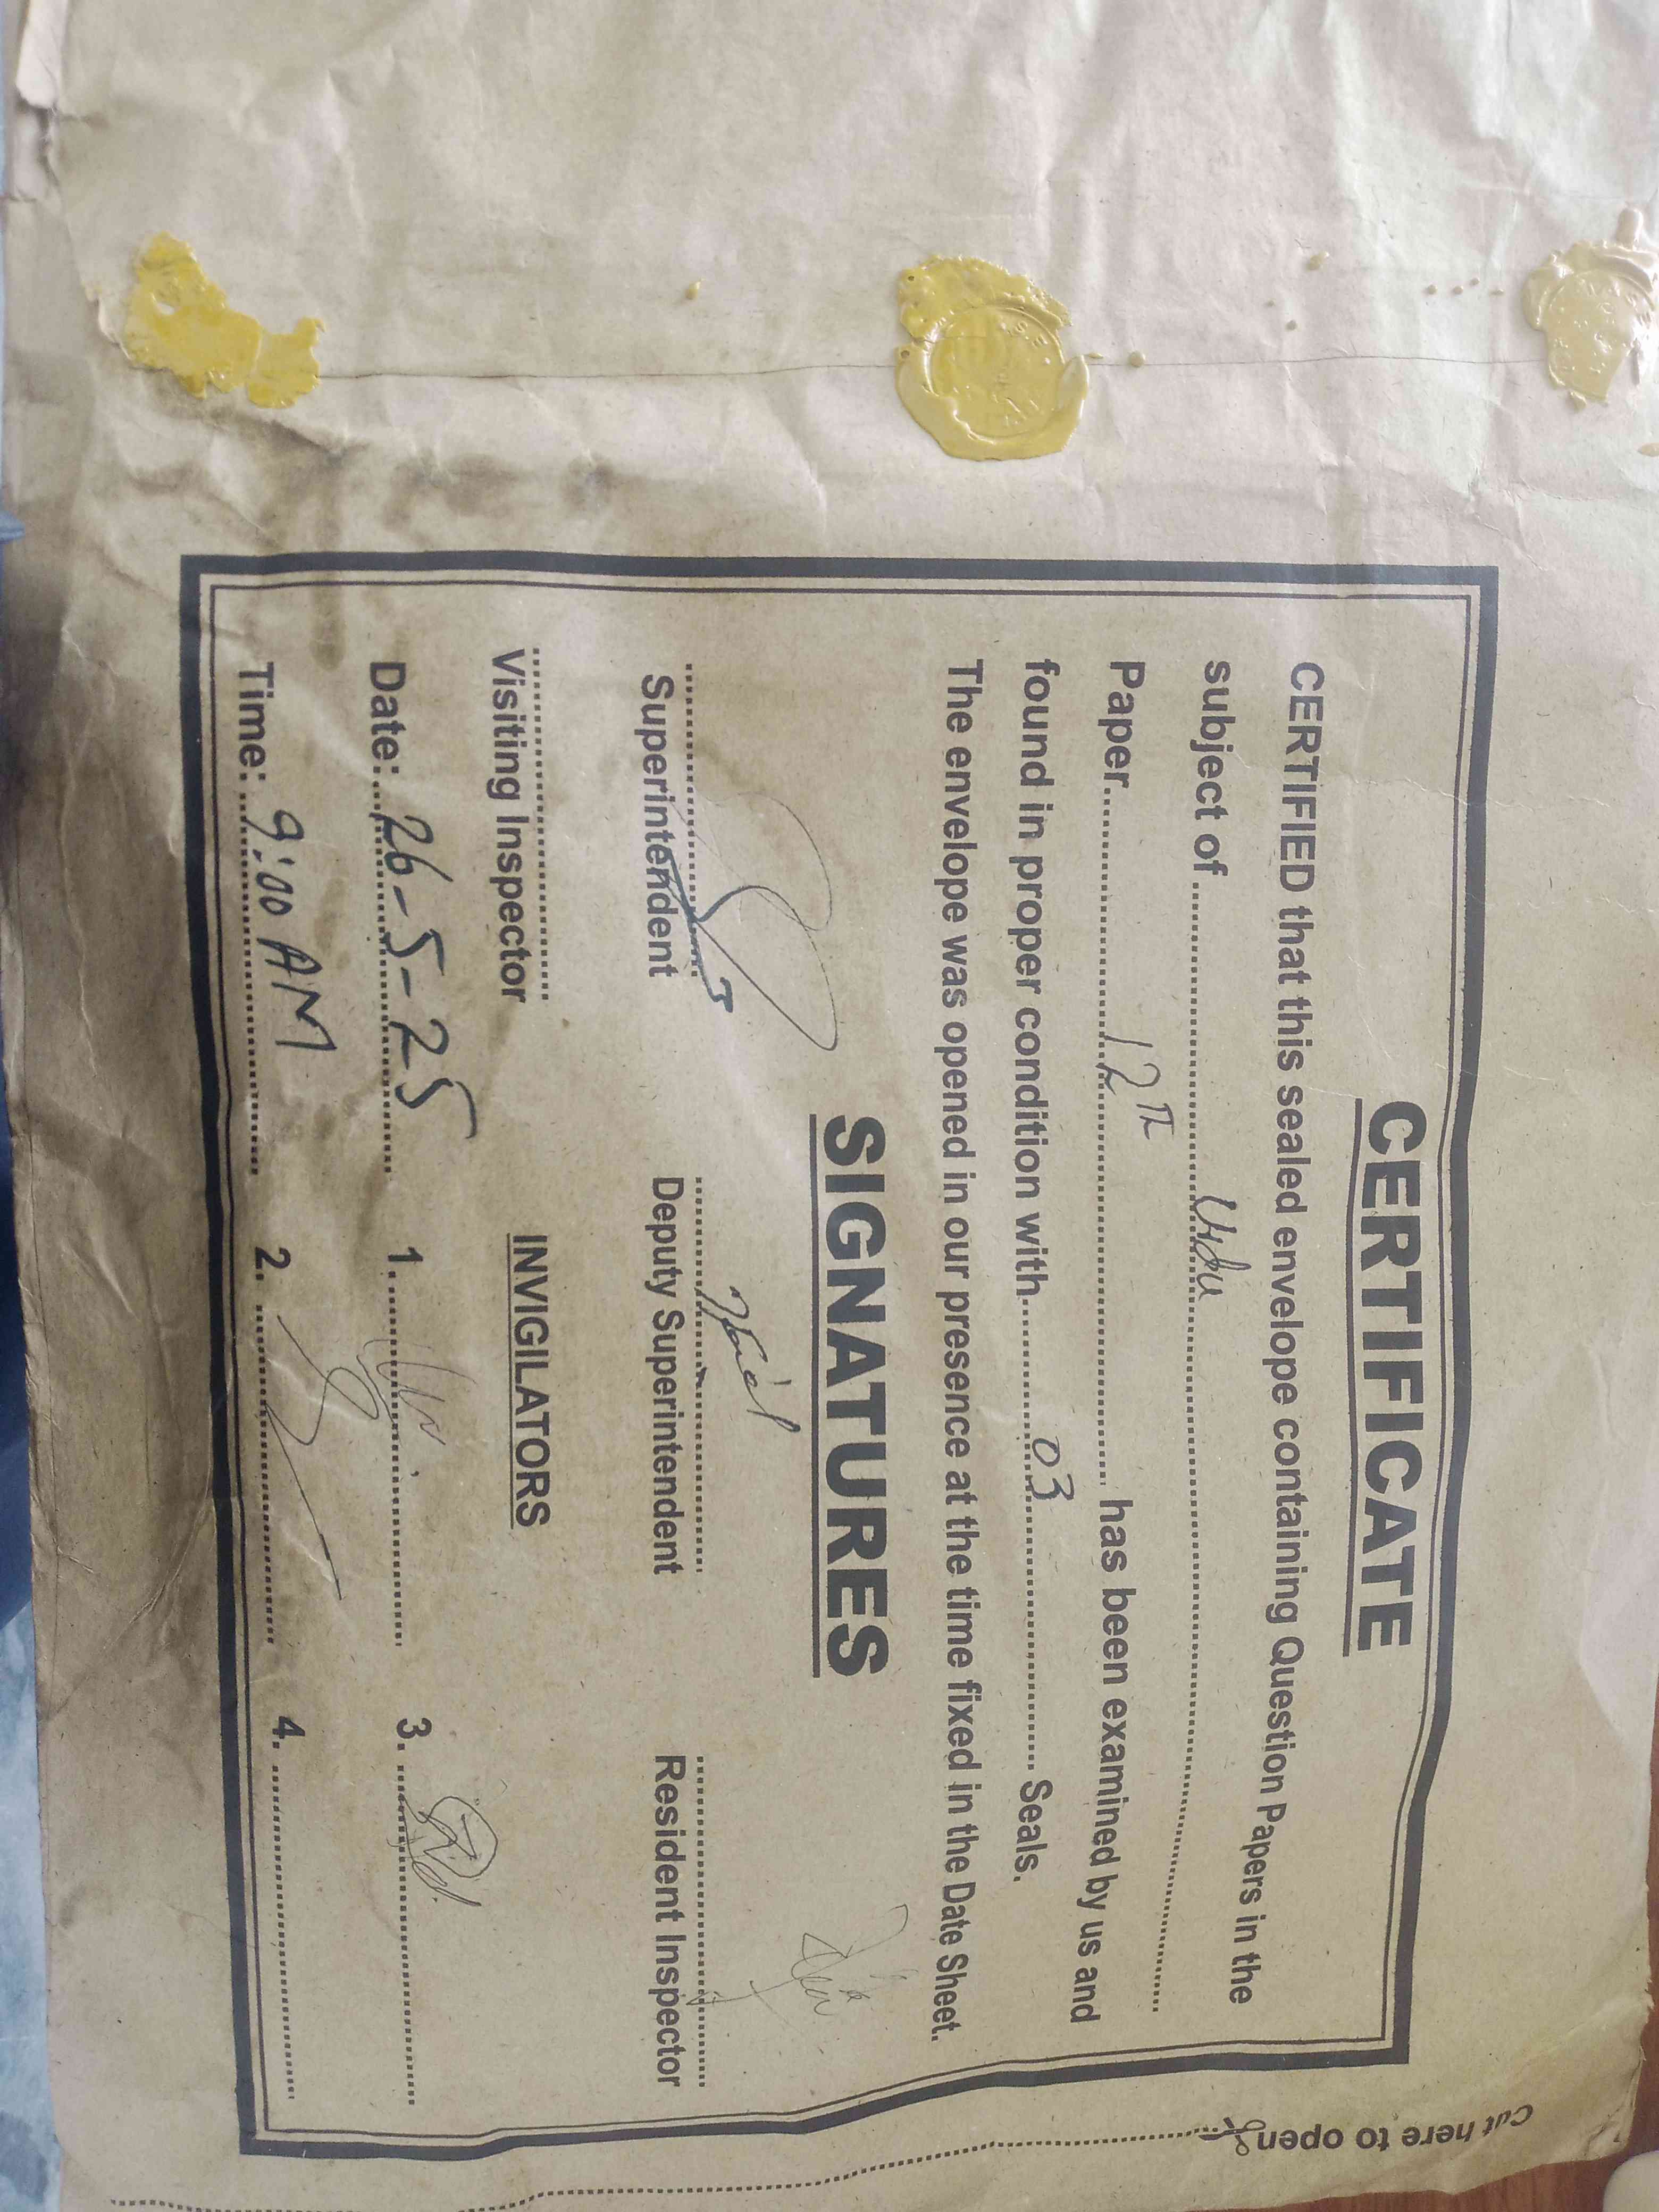 CERTIFICATE
CERTIFIED that this sealed envelope containing Question Papers in the
subject of ........ Urdu ........
Paper ........ 12TH ........ has been examined by us and
found in proper condition with ........ 03 ........ Seals.
The envelope was opened in our presence at the time fixed in the Date Sheet.
SIGNATURES
Superintendent Deputy Superintendent Resident Inspector
Visiting Inspector INVIGILATORS
Date: 26-5-25 1. 3.
Time: 9:00 AM 2. 4.
Cut here to open